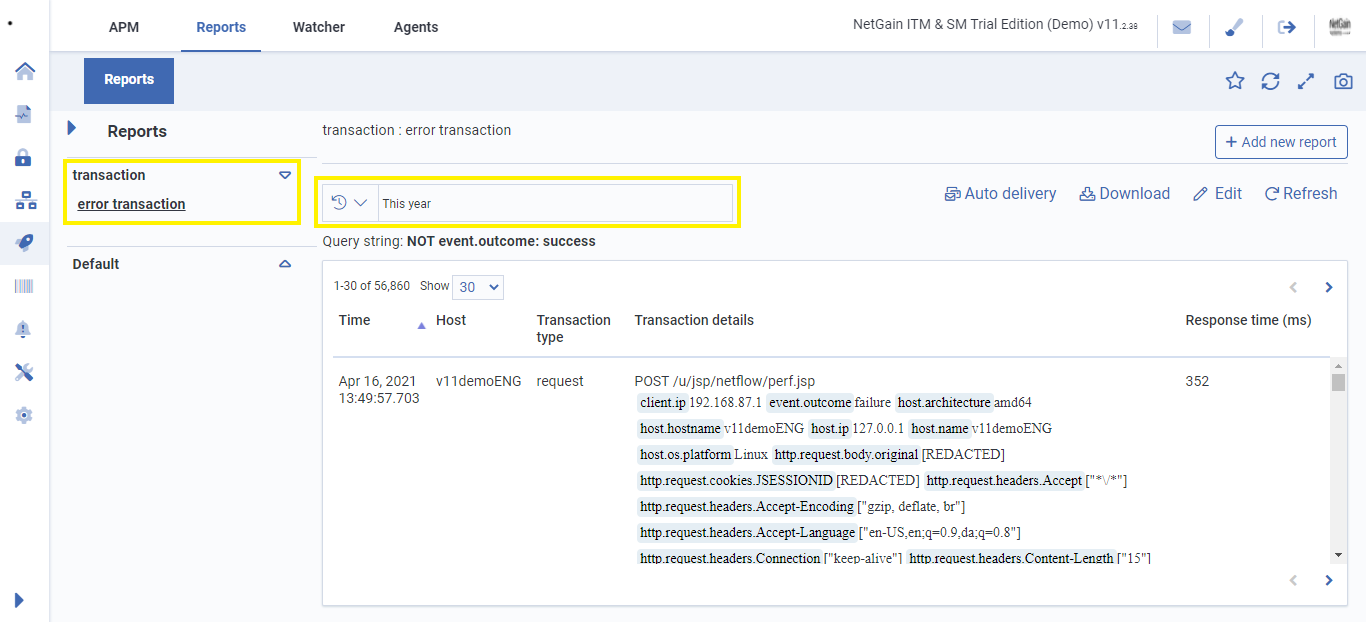 APM Reports Watcher Agents NetGain ITM & SM Trial Edition (Demo) v11.2.38 NetGain
Reports
Reports
transaction
error transaction
Default
transaction : error transaction
+ Add new report
This year
Auto delivery Download Edit Refresh
Query string: NOT event.outcome: success
1-30 of 56,860 Show 30
Time Host Transaction type Transaction details Response time (ms)
Apr 16, 2021 13:49:57.703 v11demoENG request POST /u/jsp/netflow/perf.jsp 352
client.ip 192.168.87.1 event.outcome failure host.architecture amd64
host.hostname v11demoENG host.ip 127.0.0.1 host.name v11demoENG
host.os.platform Linux http.request.body.original [REDACTED]
http.request.cookies.JSESSIONID [REDACTED] http.request.headers.Accept ["*\/*"]
http.request.headers.Accept-Encoding ["gzip, deflate, br"]
http.request.headers.Accept-Language ["en-US,en;q=0.9,da;q=0.8"]
http.request.headers.Connection ["keep-alive"] http.request.headers.Content-Length ["15"]